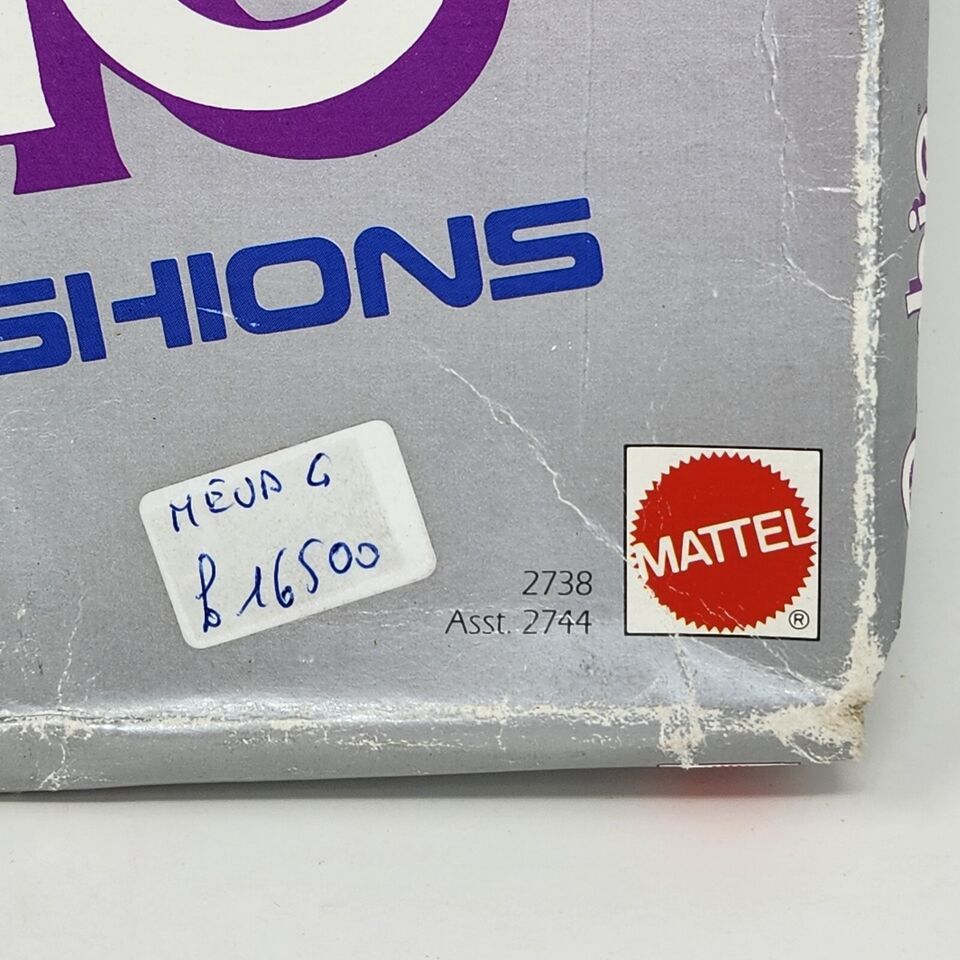 SHIONS
MEUA G
£ 16500
MATTEL
®
2738
Asst. 2744